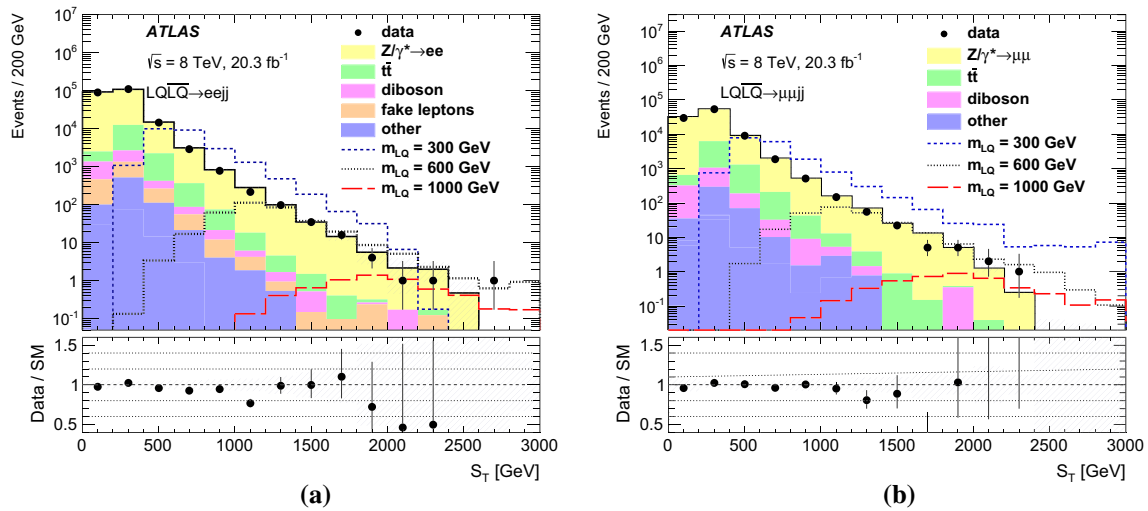 Events / 200 GeV
10⁷
10⁶
10⁵
10⁴
10³
10²
10
1
10⁻¹
ATLAS
√s = 8 TeV, 20.3 fb⁻¹
LQL̅Q̅→eejj
data
Z/γ*→ee
tt̅
diboson
fake leptons
other
m_LQ = 300 GeV
m_LQ = 600 GeV
m_LQ = 1000 GeV
Data / SM
1.5
1
0.5
0 500 1000 1500 2000 2500 3000
S_T [GeV]
(a)
Events / 200 GeV
10⁷
10⁶
10⁵
10⁴
10³
10²
10
1
10⁻¹
ATLAS
√s = 8 TeV, 20.3 fb⁻¹
LQL̅Q̅→μμjj
data
Z/γ*→μμ
tt̅
diboson
other
m_LQ = 300 GeV
m_LQ = 600 GeV
m_LQ = 1000 GeV
Data / SM
1.5
1
0.5
0 500 1000 1500 2000 2500 3000
S_T [GeV]
(b)